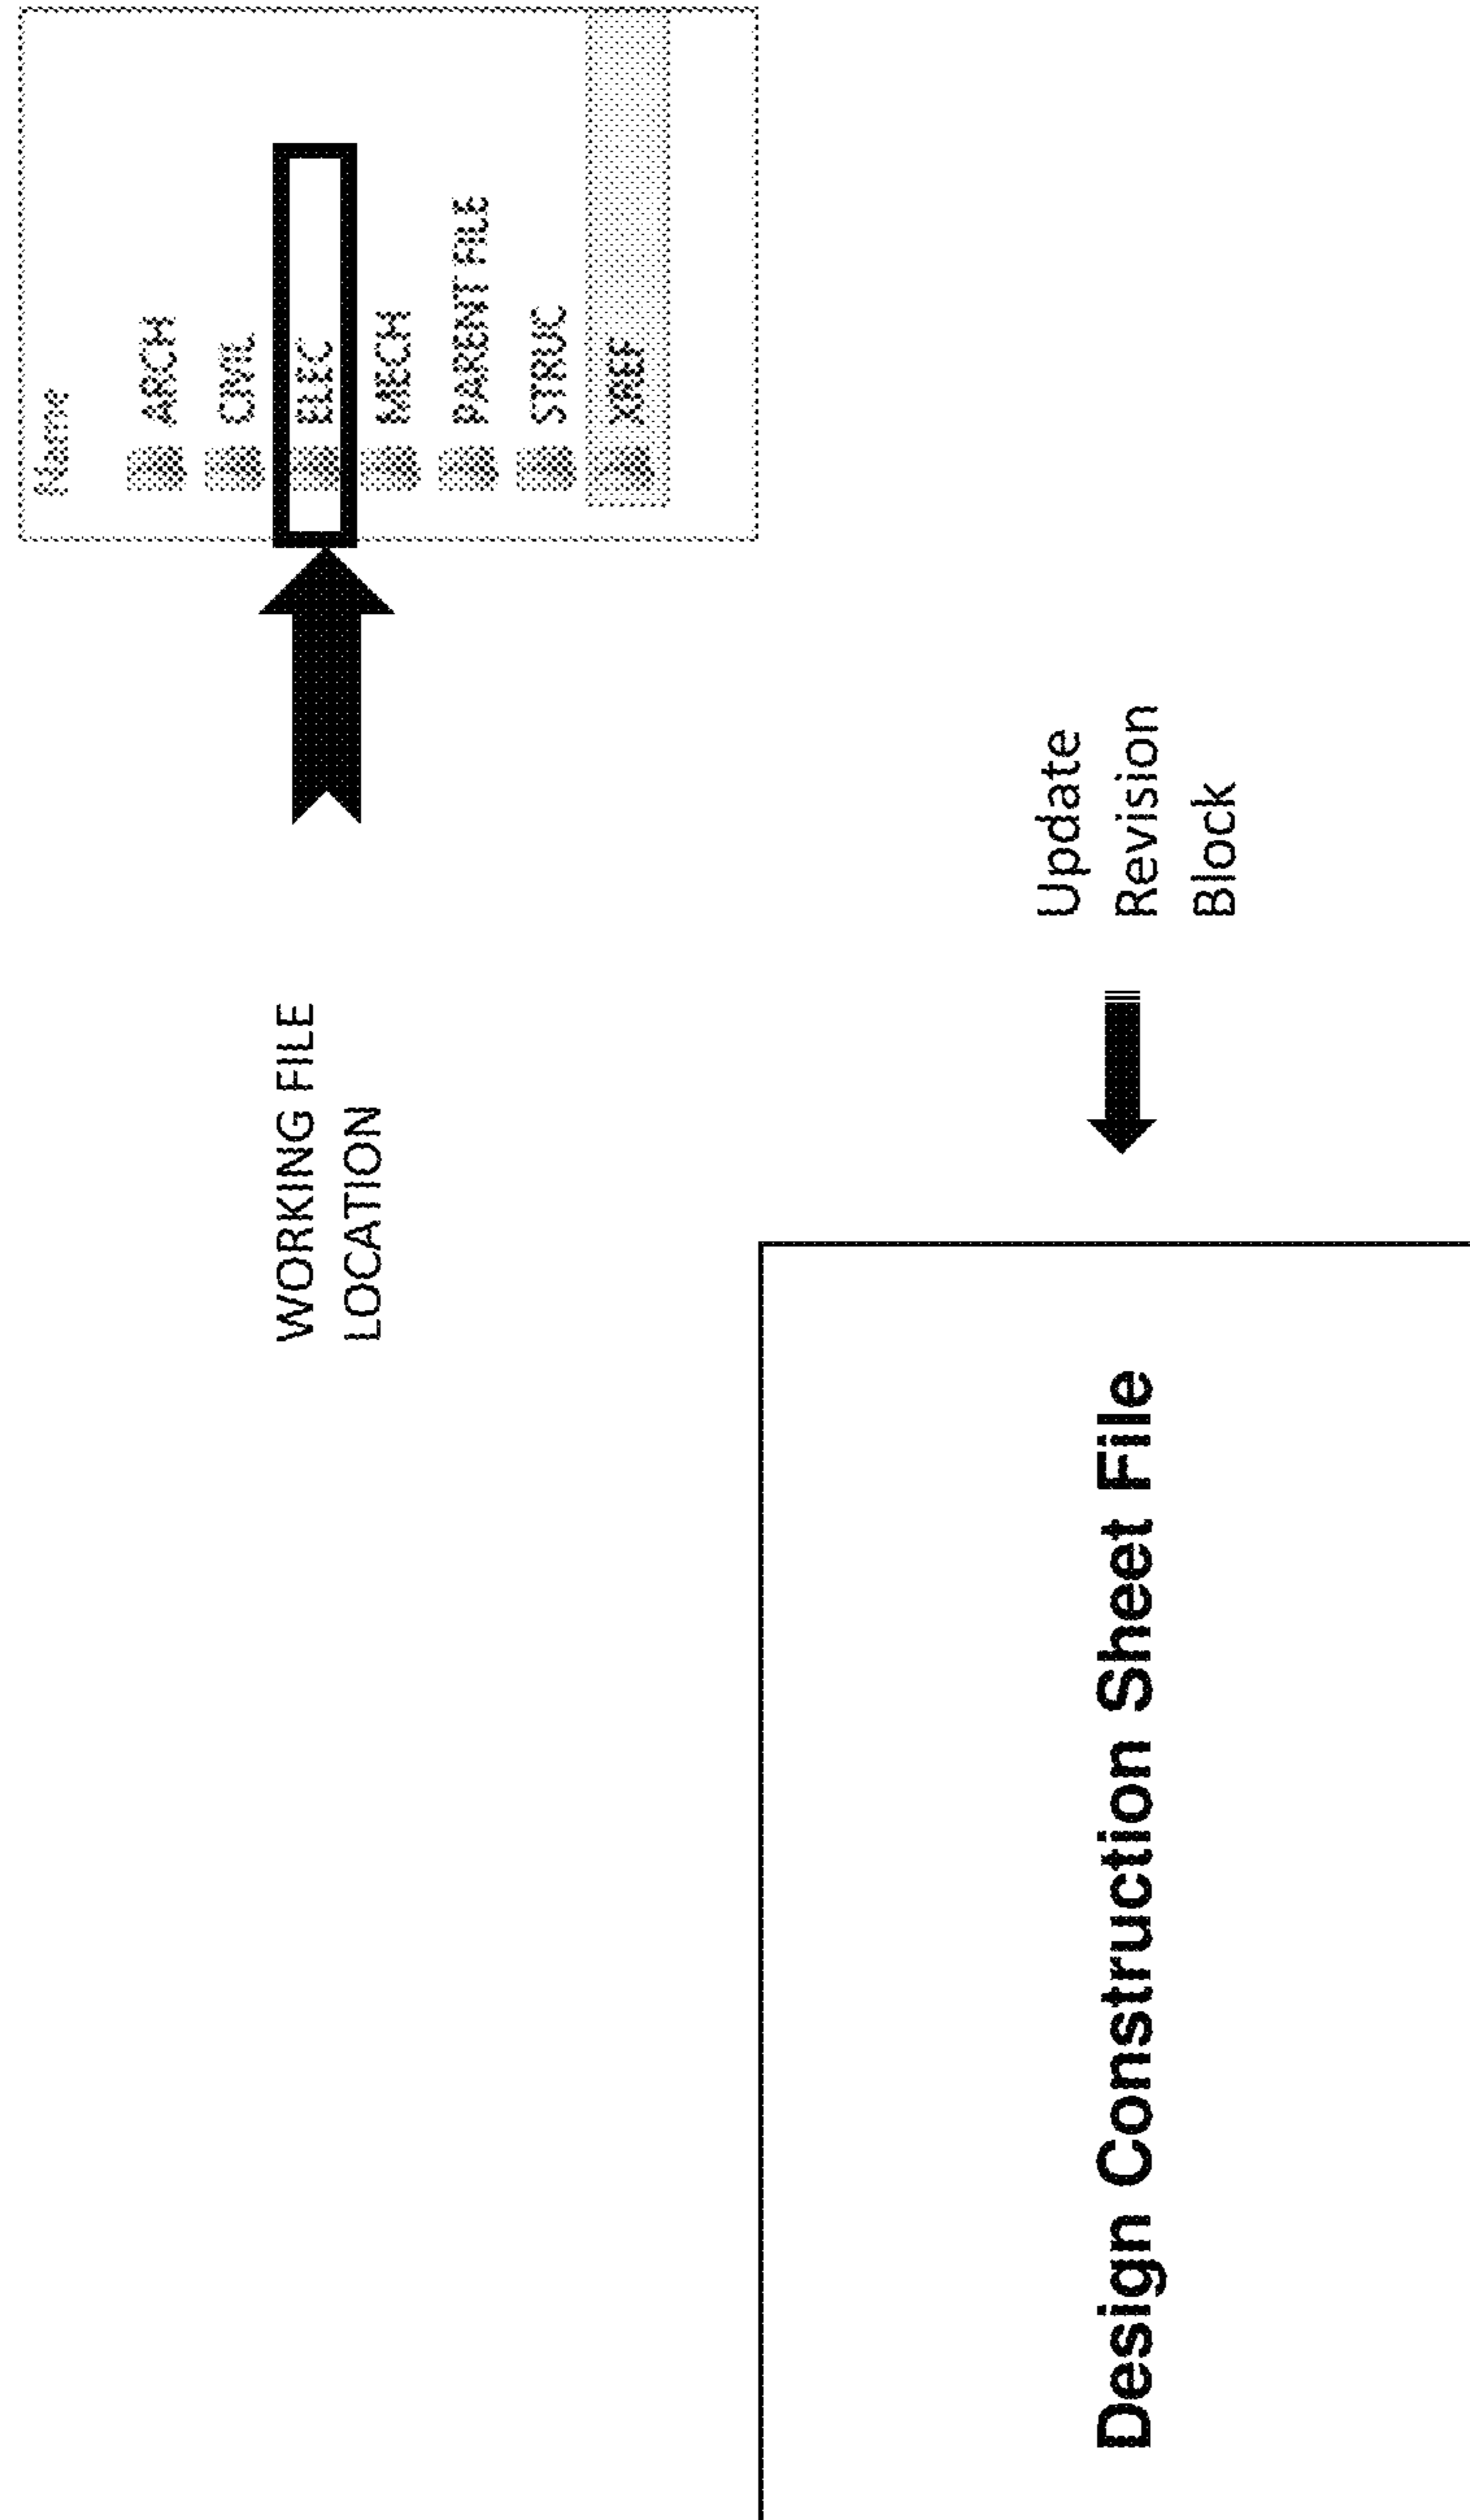 Name
ARCH
CIVIL
ELEC
MECH
PARENT FILE
STRUC
XREF
WORKING FILE
LOCATION
Update
Revision
Block
Design Construction Sheet File